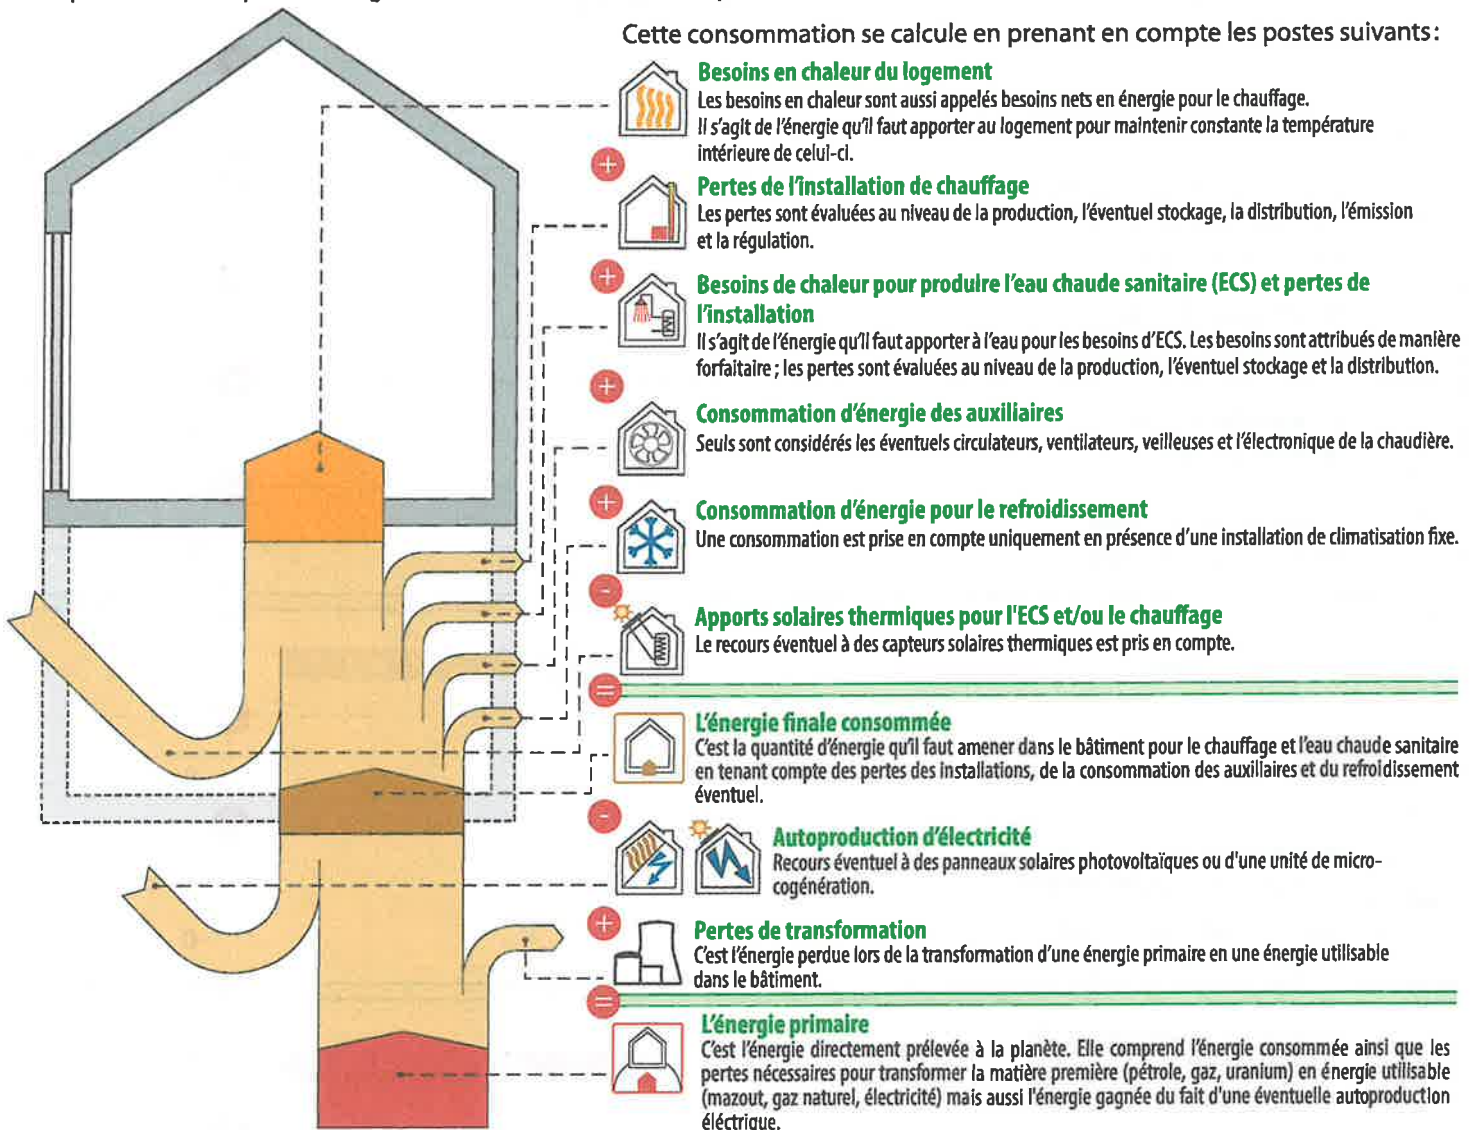 Cette consommation se calcule en prenant en compte les postes suivants :
Besoins en chaleur du logement
Les besoins en chaleur sont aussi appelés besoins nets en énergie pour le chauffage.
Il s'agit de l'énergie qu'il faut apporter au logement pour maintenir constante la température
intérieure de celui-ci.
+
Pertes de l'installation de chauffage
Les pertes sont évaluées au niveau de la production, l'éventuel stockage, la distribution, l'émission
et la régulation.
+
Besoins de chaleur pour produire l'eau chaude sanitaire (ECS) et pertes de
l'installation
Il s'agit de l'énergie qu'il faut apporter à l'eau pour les besoins d'ECS. Les besoins sont attribués de manière
forfaitaire ; les pertes sont évaluées au niveau de la production, l'éventuel stockage et la distribution.
+
Consommation d'énergie des auxiliaires
Seuls sont considérés les éventuels circulateurs, ventilateurs, veilleuses et l'électronique de la chaudière.
+
Consommation d'énergie pour le refroidissement
Une consommation est prise en compte uniquement en présence d'une installation de climatisation fixe.
-
Apports solaires thermiques pour l'ECS et/ou le chauffage
Le recours éventuel à des capteurs solaires thermiques est pris en compte.
=
L'énergie finale consommée
C'est la quantité d'énergie qu'il faut amener dans le bâtiment pour le chauffage et l'eau chaude sanitaire
en tenant compte des pertes des installations, de la consommation des auxiliaires et du refroidissement
éventuel.
-
Autoproduction d'électricité
Recours éventuel à des panneaux solaires photovoltaïques ou d'une unité de micro-
cogénération.
+
Pertes de transformation
C'est l'énergie perdue lors de la transformation d'une énergie primaire en une énergie utilisable
dans le bâtiment.
=
L'énergie primaire
C'est l'énergie directement prélevée à la planète. Elle comprend l'énergie consommée ainsi que les
pertes nécessaires pour transformer la matière première (pétrole, gaz, uranium) en énergie utilisable
(mazout, gaz naturel, électricité) mais aussi l'énergie gagnée du fait d'une éventuelle autoproduction
éléctrique.